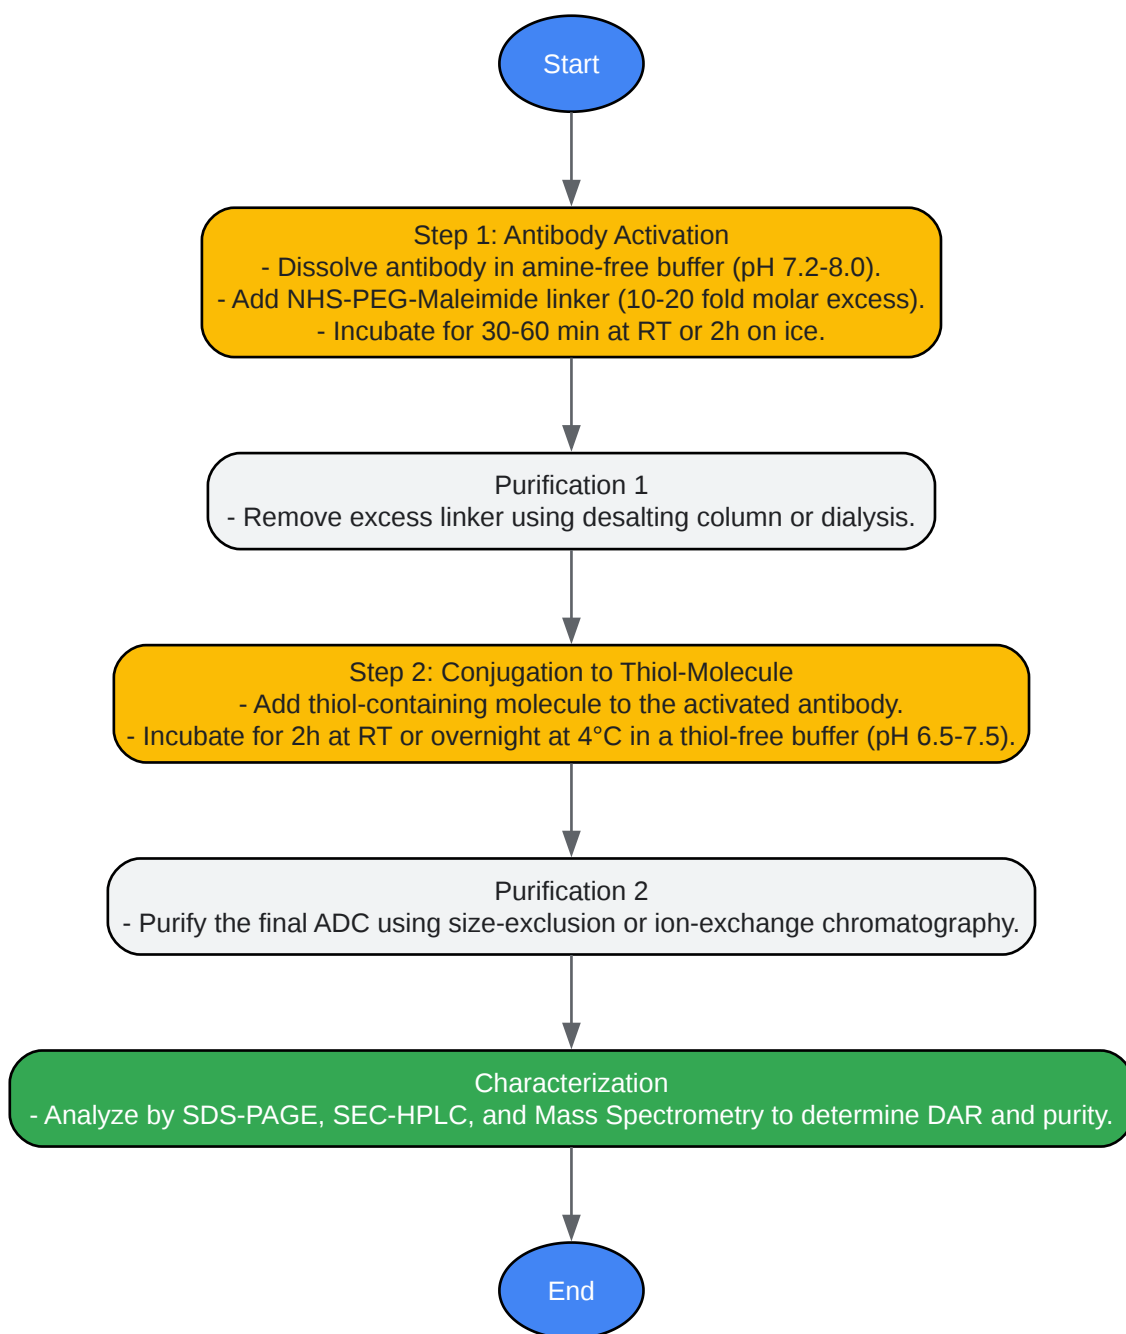 Start
Step 1: Antibody Activation
- Dissolve antibody in amine-free buffer (pH 7.2-8.0).
- Add NHS-PEG-Maleimide linker (10-20 fold molar excess).
- Incubate for 30-60 min at RT or 2h on ice.
Purification 1
- Remove excess linker using desalting column or dialysis.
Step 2: Conjugation to Thiol-Molecule
- Add thiol-containing molecule to the activated antibody.
- Incubate for 2h at RT or overnight at 4°C in a thiol-free buffer (pH 6.5-7.5).
Purification 2
- Purify the final ADC using size-exclusion or ion-exchange chromatography.
Characterization
- Analyze by SDS-PAGE, SEC-HPLC, and Mass Spectrometry to determine DAR and purity.
End